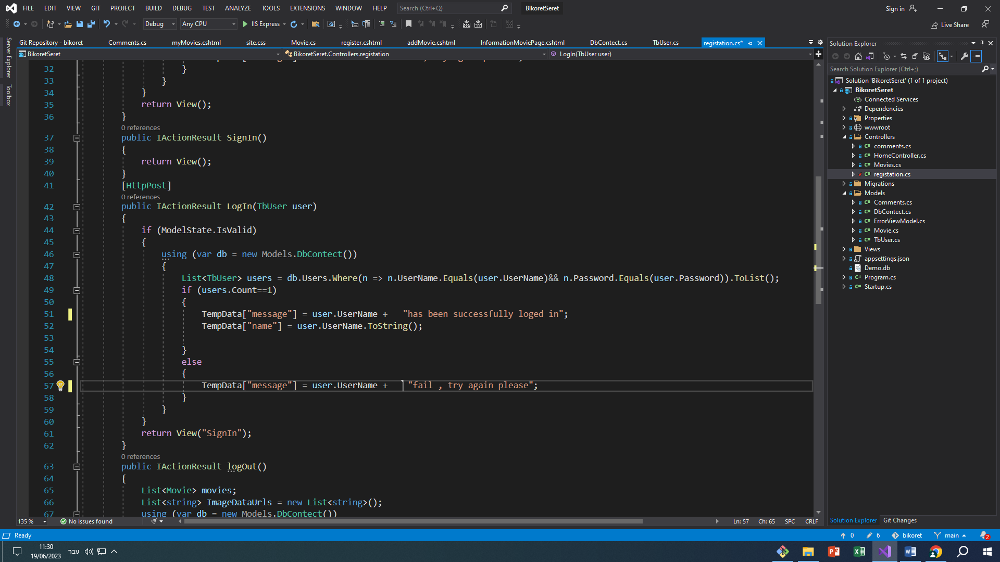 FILE EDIT VIEW GIT PROJECT BUILD DEBUG TEST ANALYZE TOOLS EXTENSIONS WINDOW HELP Search (Ctrl+Q) BikoretSeret Sign in
Debug Any CPU IIS Express Live Share
Git Repository - bikoret Comments.cs myMovies.cshtml site.css Movie.cs register.cshtml addMovie.cshtml InformationMoviePage.cshtml DbContect.cs TbUser.cs registation.cs*
BikoretSeret BikoretSeret.Controllers.registation LogIn(TbUser user)
Server Explorer
Toolbox
32 }
33 }
34 }
35 return View();
36 }
0 references
37 public IActionResult SignIn()
38 {
39 return View();
40 }
41 [HttpPost]
0 references
42 public IActionResult LogIn(TbUser user)
43 {
44 if (ModelState.IsValid)
45 {
46 using (var db = new Models.DbContect())
47 {
48 List<TbUser> users = db.Users.Where(n => n.UserName.Equals(user.UserName)&& n.Password.Equals(user.Password)).ToList();
49 if (users.Count==1)
50 {
51 TempData["message"] = user.UserName + "has been successfully loged in";
52 TempData["name"] = user.UserName.ToString();
53
54 }
55 else
56 {
57 TempData["message"] = user.UserName + "fail , try again please";
58 }
59 }
60 }
61 return View("SignIn");
62 }
0 references
63 public IActionResult logOut()
64 {
65 List<Movie> movies;
66 List<string> ImageDataUrls = new List<string>();
67 using (var db = new Models.DbContect())
135 % No issues found Ln: 57 Ch: 65 SPC CRLF
Solution Explorer
Search Solution Explorer (Ctrl+;)
Solution 'BikoretSeret' (1 of 1 project)
BikoretSeret
Connected Services
Dependencies
Properties
wwwroot
Controllers
C# comments.cs
C# HomeController.cs
C# Movies.cs
C# registation.cs
Migrations
Models
C# Comments.cs
C# DbContect.cs
C# ErrorViewModel.cs
C# Movie.cs
C# TbUser.cs
Views
appsettings.json
Demo.db
C# Program.cs
C# Startup.cs
Solution Explorer Git Changes
Ready 0 6 bikoret main 2
11:30
19/06/2023
עבר